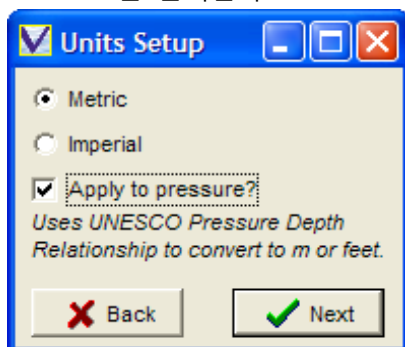 Units Setup
Metric
Imperial
Apply to pressure?
Uses UNESCO Pressure Depth
Relationship to convert to m or feet.
Back
Next